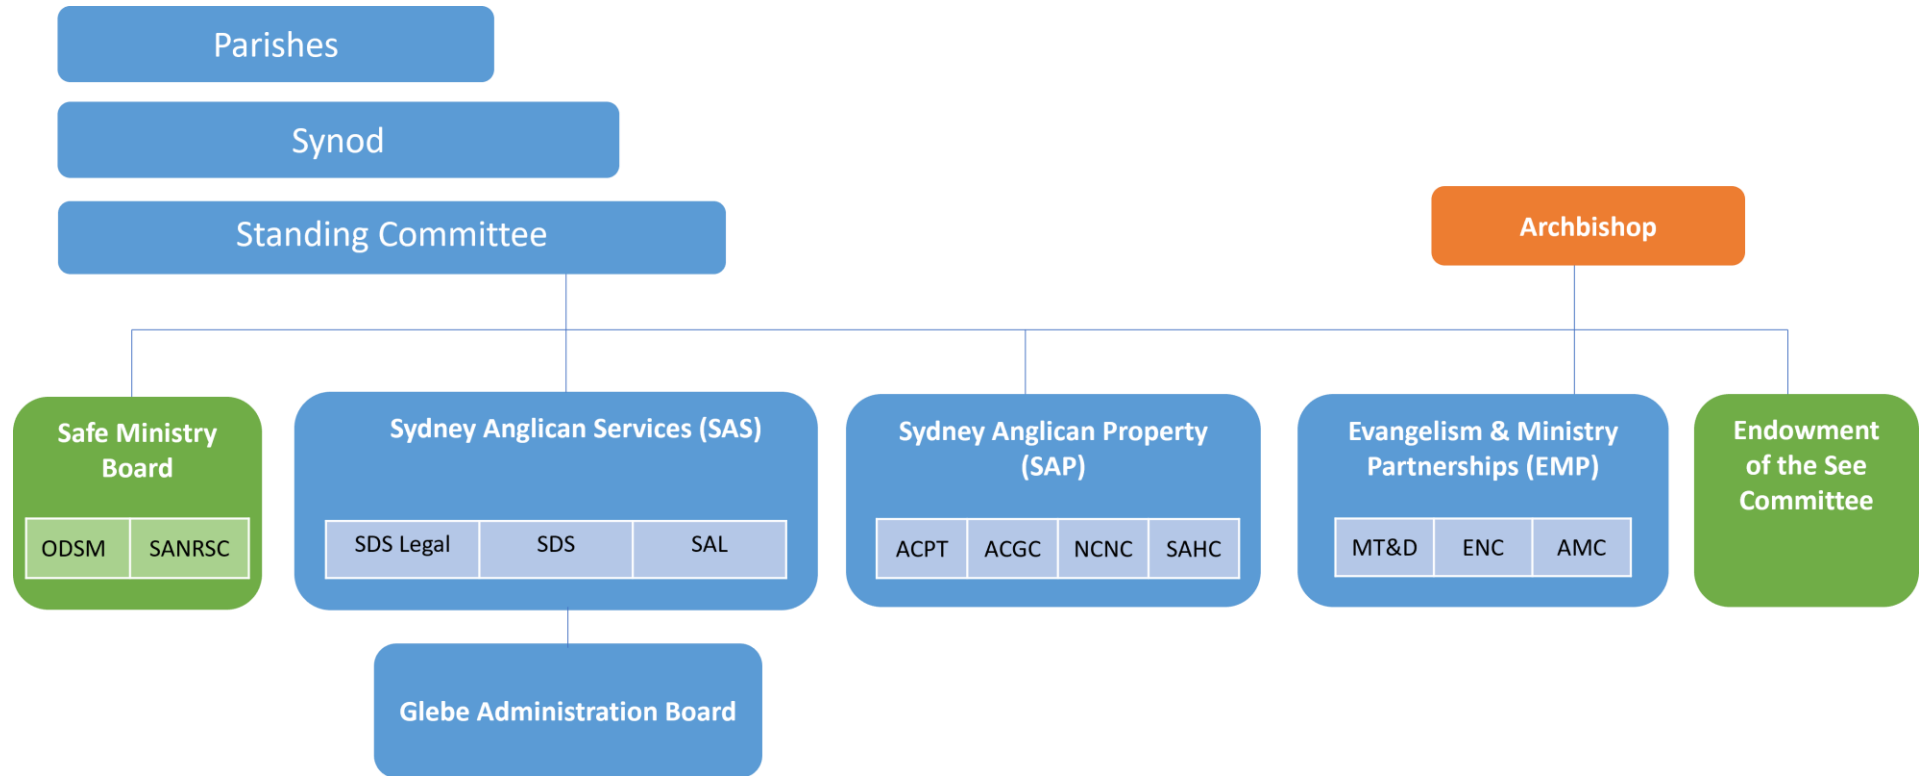 Parishes
Synod
Standing Committee
Archbishop
Safe Ministry
Board
ODSM SANRSC
Sydney Anglican Services (SAS)
SDS Legal SDS SAL
Sydney Anglican Property
(SAP)
ACPT ACGC NCNC SAHC
Evangelism & Ministry
Partnerships (EMP)
MT&D ENC AMC
Endowment
of the See
Committee
Glebe Administration Board